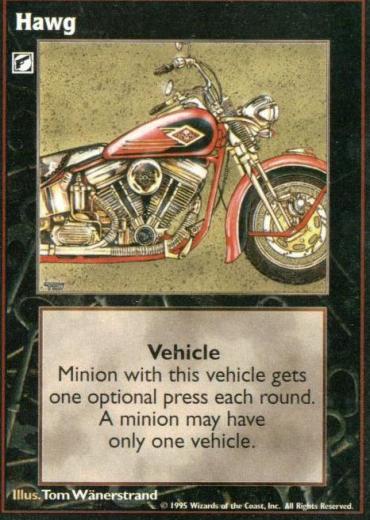 Hawg
Vehicle
Minion with this vehicle gets
one optional press each round.
A minion may have
only one vehicle.
Illus. Tom Wänerstrand
© 1995 Wizards of the Coast, Inc. All Rights Reserved.